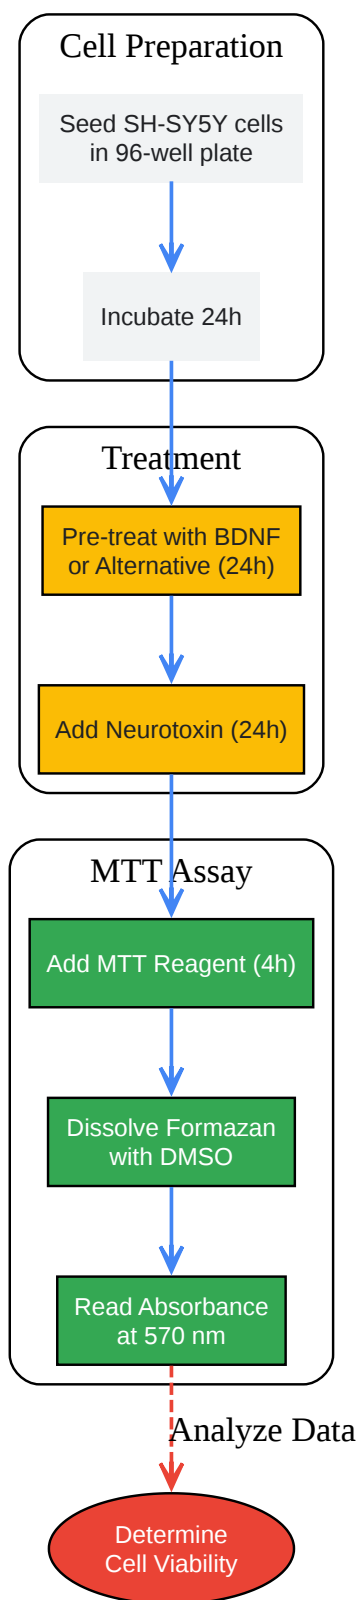 Cell Preparation
Seed SH-SY5Y cells
in 96-well plate
Incubate 24h
Treatment
Pre-treat with BDNF
or Alternative (24h)
Add Neurotoxin (24h)
MTT Assay
Add MTT Reagent (4h)
Dissolve Formazan
with DMSO
Read Absorbance
at 570 nm
Analyze Data
Determine
Cell Viability